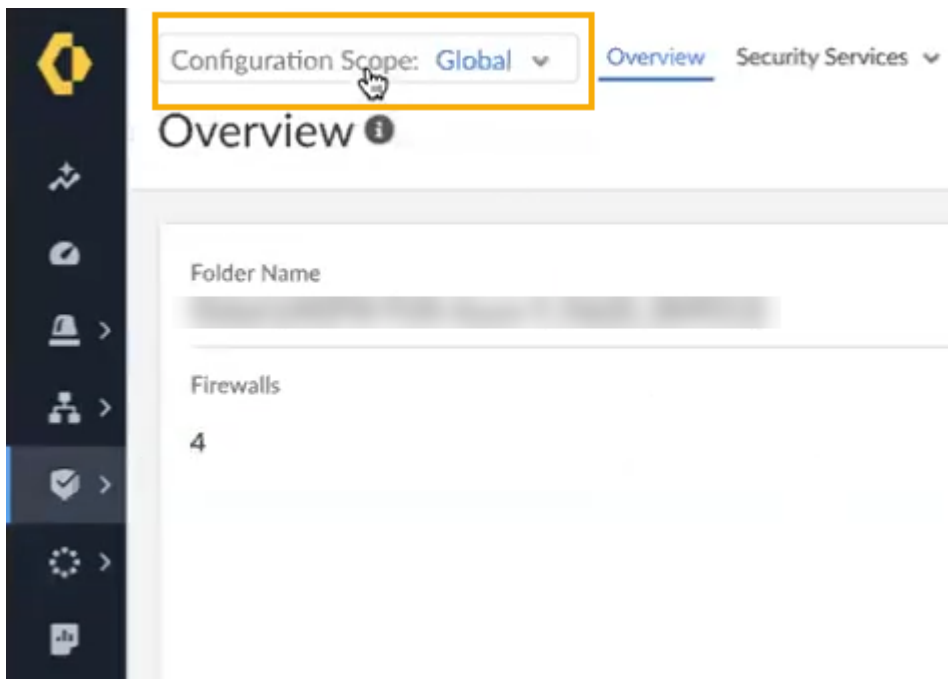 Configuration Scope: Global
Overview
Security Services
Overview
Folder Name
Firewalls
4